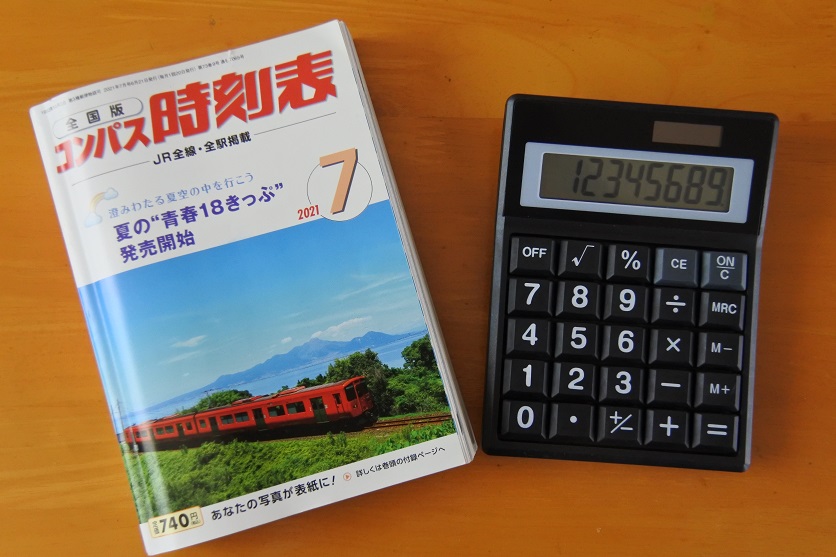 全国版
コンパス時刻表
JR全線・全駅掲載
7
2021
澄みわたる夏空の中を行こう
夏の“青春18きっぷ”
発売開始
あなたの写真が表紙に！
詳しくは巻頭の付録ページへ
定価740円
12345689
OFF √ % CE ON/C
7 8 9 ÷ MRC
4 5 6 × M−
1 2 3 − M+
0 · +/− + =